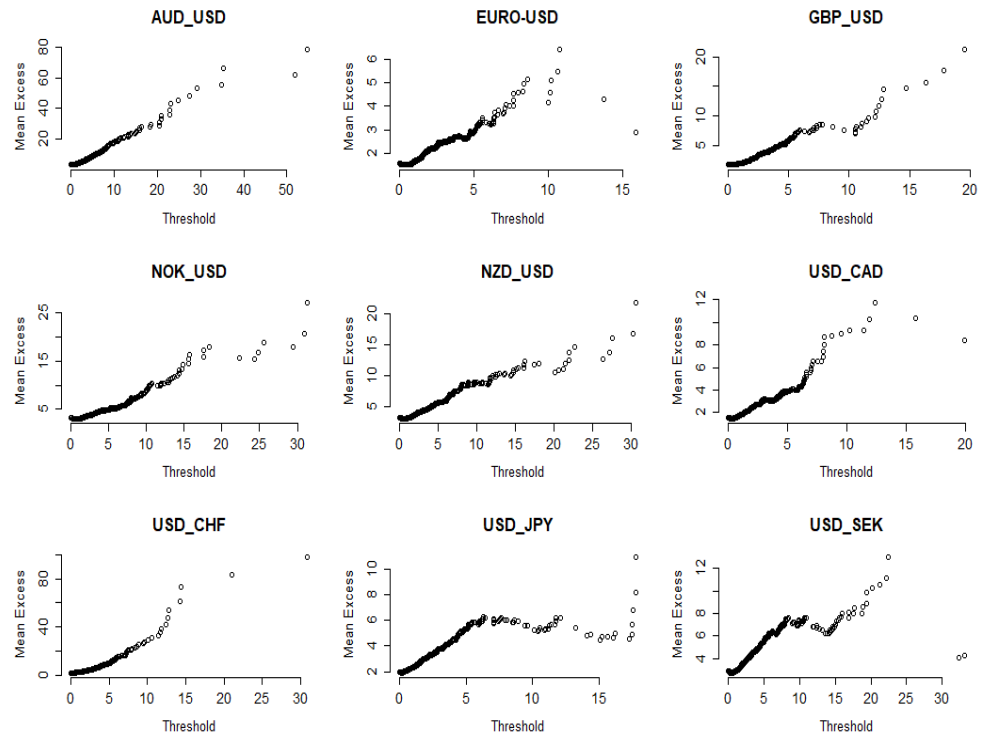 AUD_USD
Mean Excess
20 40 60 80
0 10 20 30 40 50
Threshold
EURO-USD
Mean Excess
2 3 4 5 6
0 5 10 15
Threshold
GBP_USD
Mean Excess
5 10 20
0 5 10 15 20
Threshold
NOK_USD
Mean Excess
5 15 25
0 5 10 15 20 25 30
Threshold
NZD_USD
Mean Excess
5 10 15 20
0 5 10 15 20 25 30
Threshold
USD_CAD
Mean Excess
2 4 6 8 12
0 5 10 15 20
Threshold
USD_CHF
Mean Excess
0 40 80
0 5 10 15 20 25 30
Threshold
USD_JPY
Mean Excess
2 4 6 8 10
0 5 10 15
Threshold
USD_SEK
Mean Excess
4 6 8 12
0 5 10 15 20 25 30
Threshold